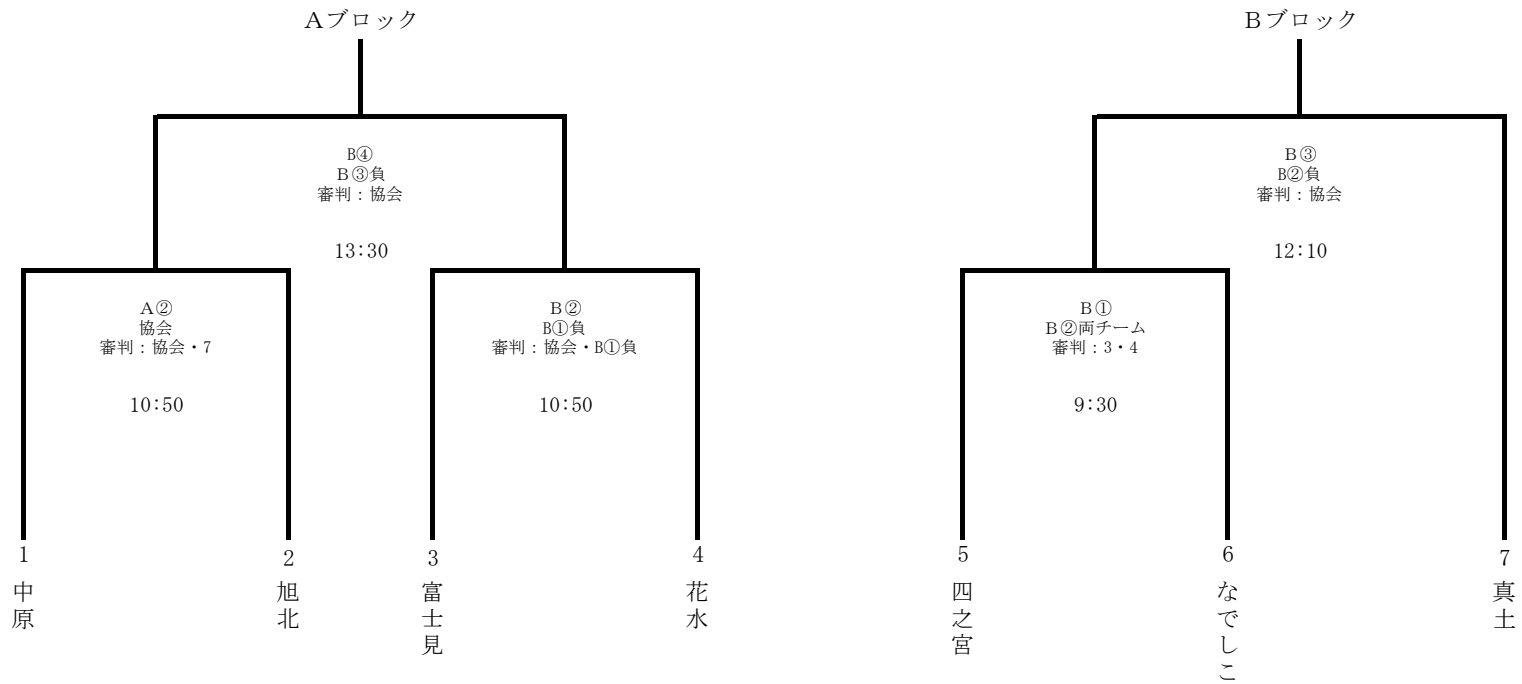 Aブロック
Bブロック
B④
B③負
審判：協会
13:30
B③
B②負
審判：協会
12:10
A②
協会
審判：協会・7
10:50
B②
B①負
審判：協会・B①負
10:50
B①
B②両チーム
審判：3・4
9:30
1
中原
2
旭北
3
富士見
4
花水
5
四之宮
6
なでしこ
7
真土